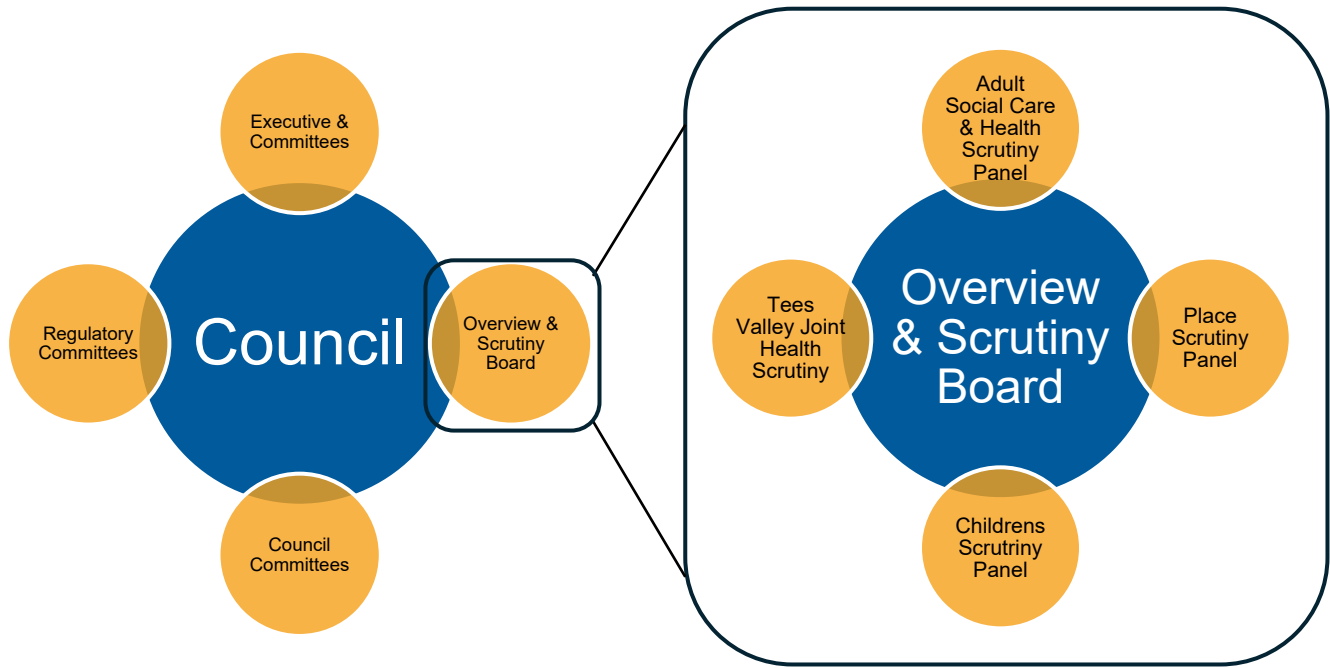 Executive &
Committees
Regulatory
Committees
Council
Overview &
Scrutiny
Board
Council
Committees
Adult
Social Care
& Health
Scrutiny
Panel
Tees
Valley Joint
Health
Scrutiny
Overview
& Scrutiny
Board
Place
Scrutiny
Panel
Childrens
Scrutriny
Panel